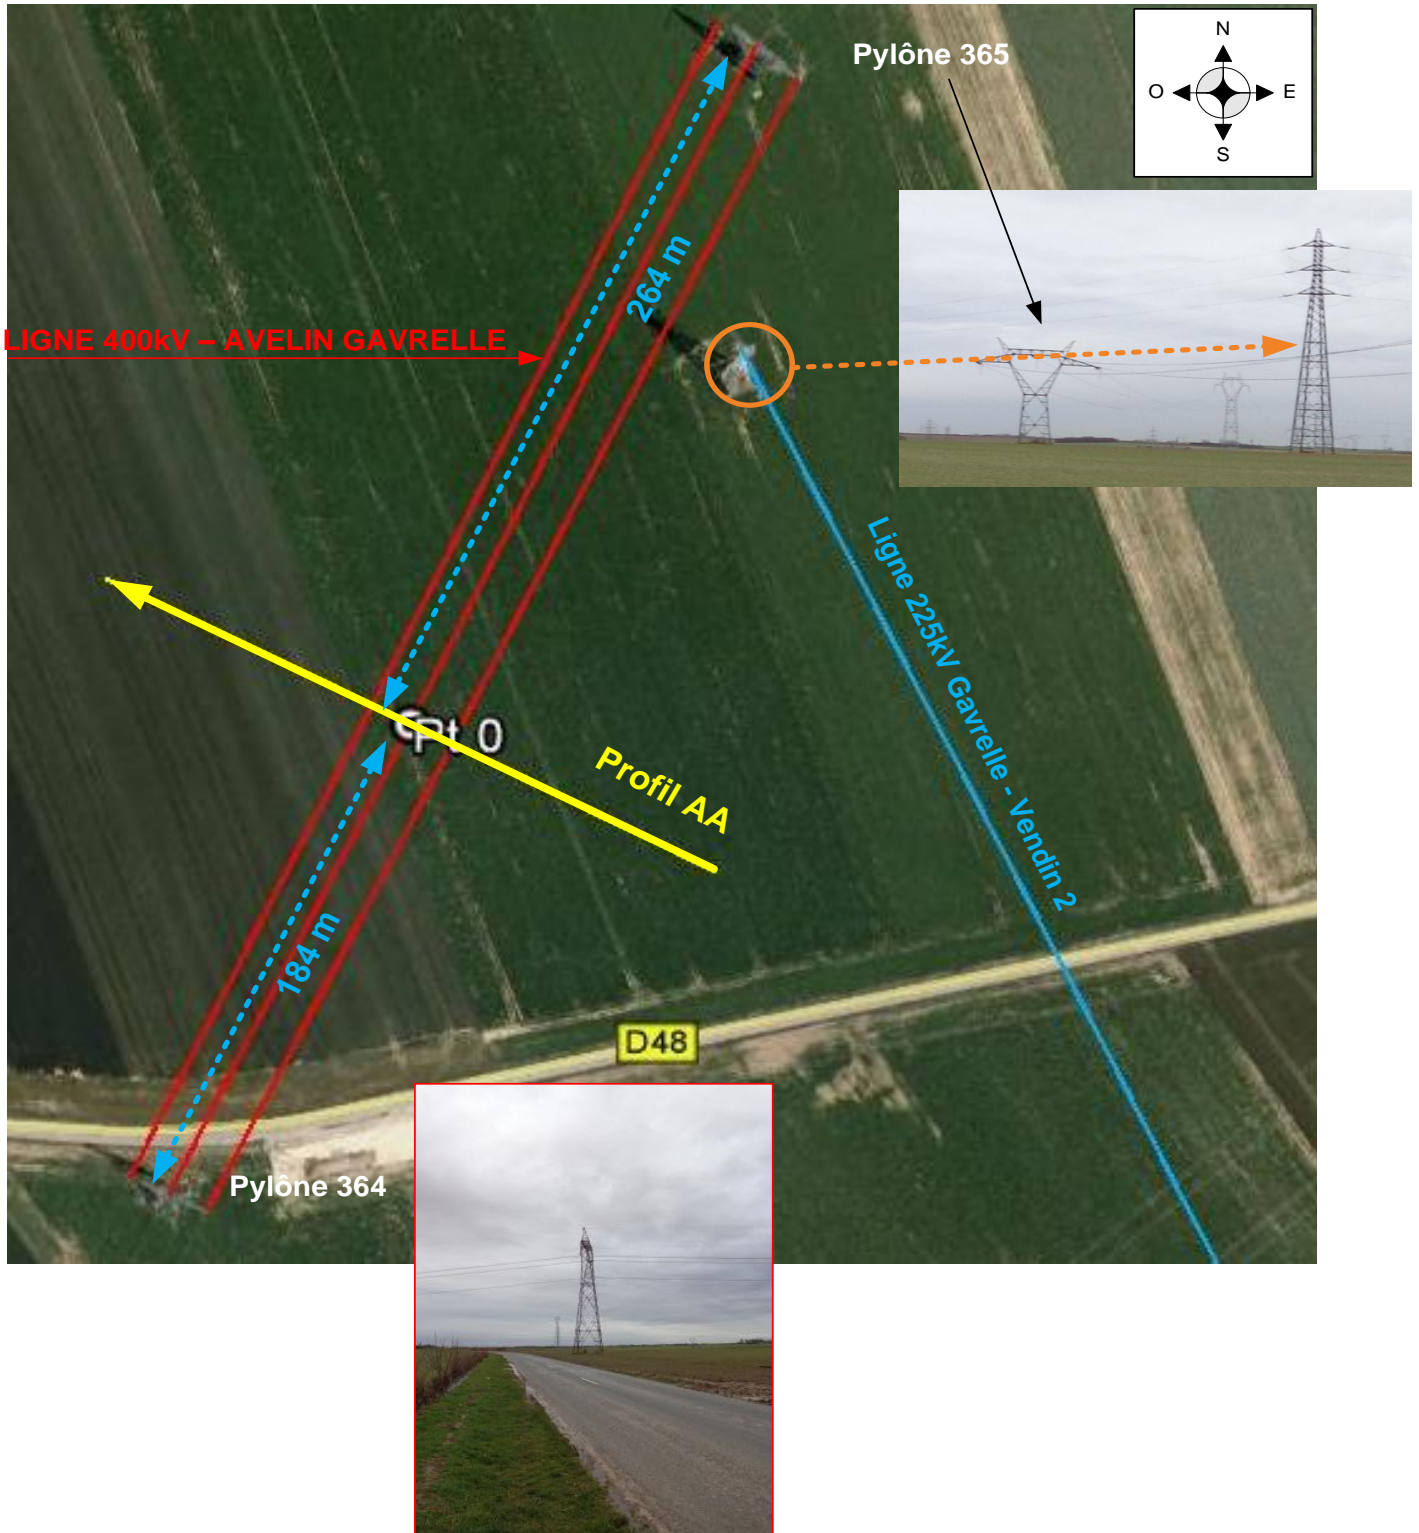 N
Pylône 365
O
E
S
264 m
LIGNE 400kV – AVELIN GAVRELLE
Ligne 225kV Gavrelle - Vendin 2
Pt 0
Profil AA
184 m
D48
Pylône 364